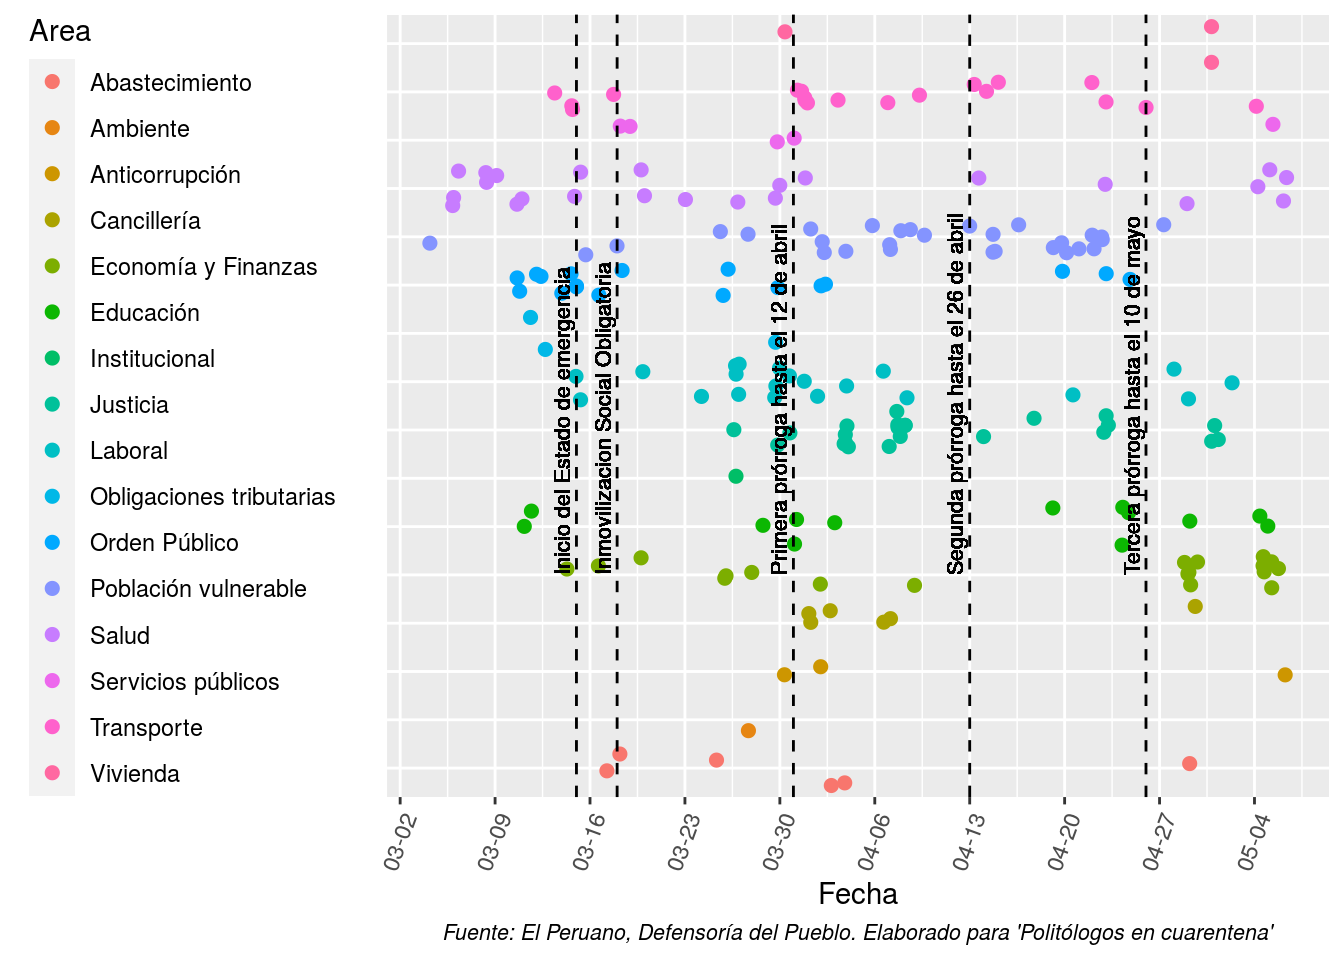 Area
Abastecimiento
Ambiente
Anticorrupción
Cancillería
Economía y Finanzas
Educación
Institucional
Justicia
Laboral
Obligaciones tributarias
Orden Público
Población vulnerable
Salud
Servicios públicos
Transporte
Vivienda
Inicio del Estado de emergencia
Inmovilizacion Social Obligatoria
Primera prórroga hasta el 12 de abril
Segunda prórroga hasta el 26 de abril
Tercera prórroga hasta el 10 de mayo
03-02
03-09
03-16
03-23
03-30
04-06
04-13
04-20
04-27
05-04
Fecha
Fuente: El Peruano, Defensoría del Pueblo. Elaborado para 'Politólogos en cuarentena'